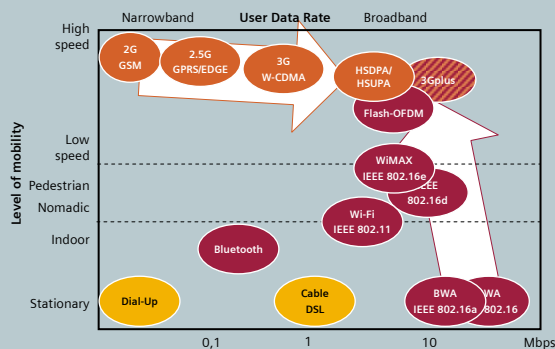 Narrowband User Data Rate Broadband
High
speed
2G
GSM
2.5G
GPRS/EDGE
3G
W-CDMA
HSDPA/
HSUPA
3Gplus
Flash-OFDM
Level of mobility
Low
speed
WiMAX
IEEE 802.16e
Pedestrian
802.16d
Nomadic
Wi-Fi
IEEE 802.11
Indoor
Bluetooth
Stationary
Dial-Up
Cable
DSL
BWA
IEEE 802.16a
WA
802.16
0,1 1 10 Mbps